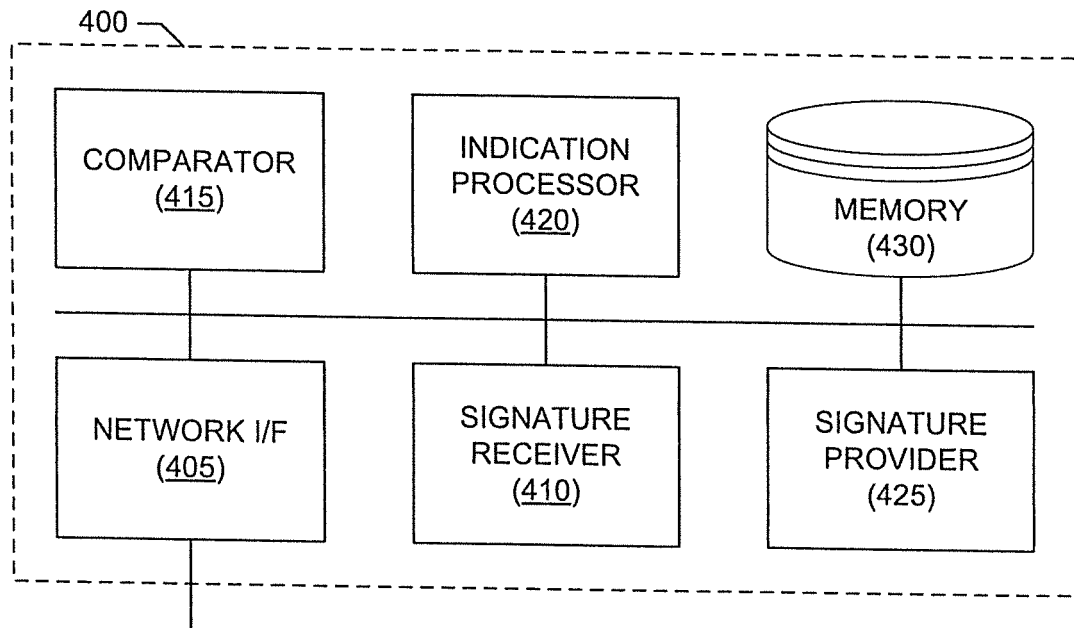 400
COMPARATOR
(415)
INDICATION
PROCESSOR
(420)
MEMORY
(430)
NETWORK I/F
(405)
SIGNATURE
RECEIVER
(410)
SIGNATURE
PROVIDER
(425)